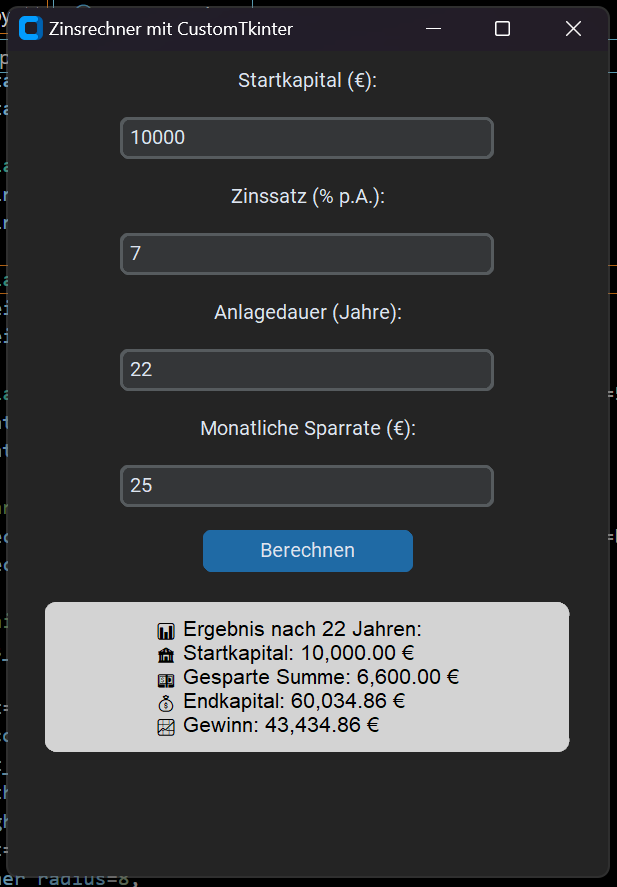 Zinsrechner mit CustomTkinter
Startkapital (€):
10000
Zinssatz (% p.A.):
7
Anlagedauer (Jahre):
22
Monatliche Sparrate (€):
25
Berechnen
Ergebnis nach 22 Jahren:
Startkapital: 10,000.00 €
Gesparte Summe: 6,600.00 €
Endkapital: 60,034.86 €
Gewinn: 43,434.86 €
radius=8,